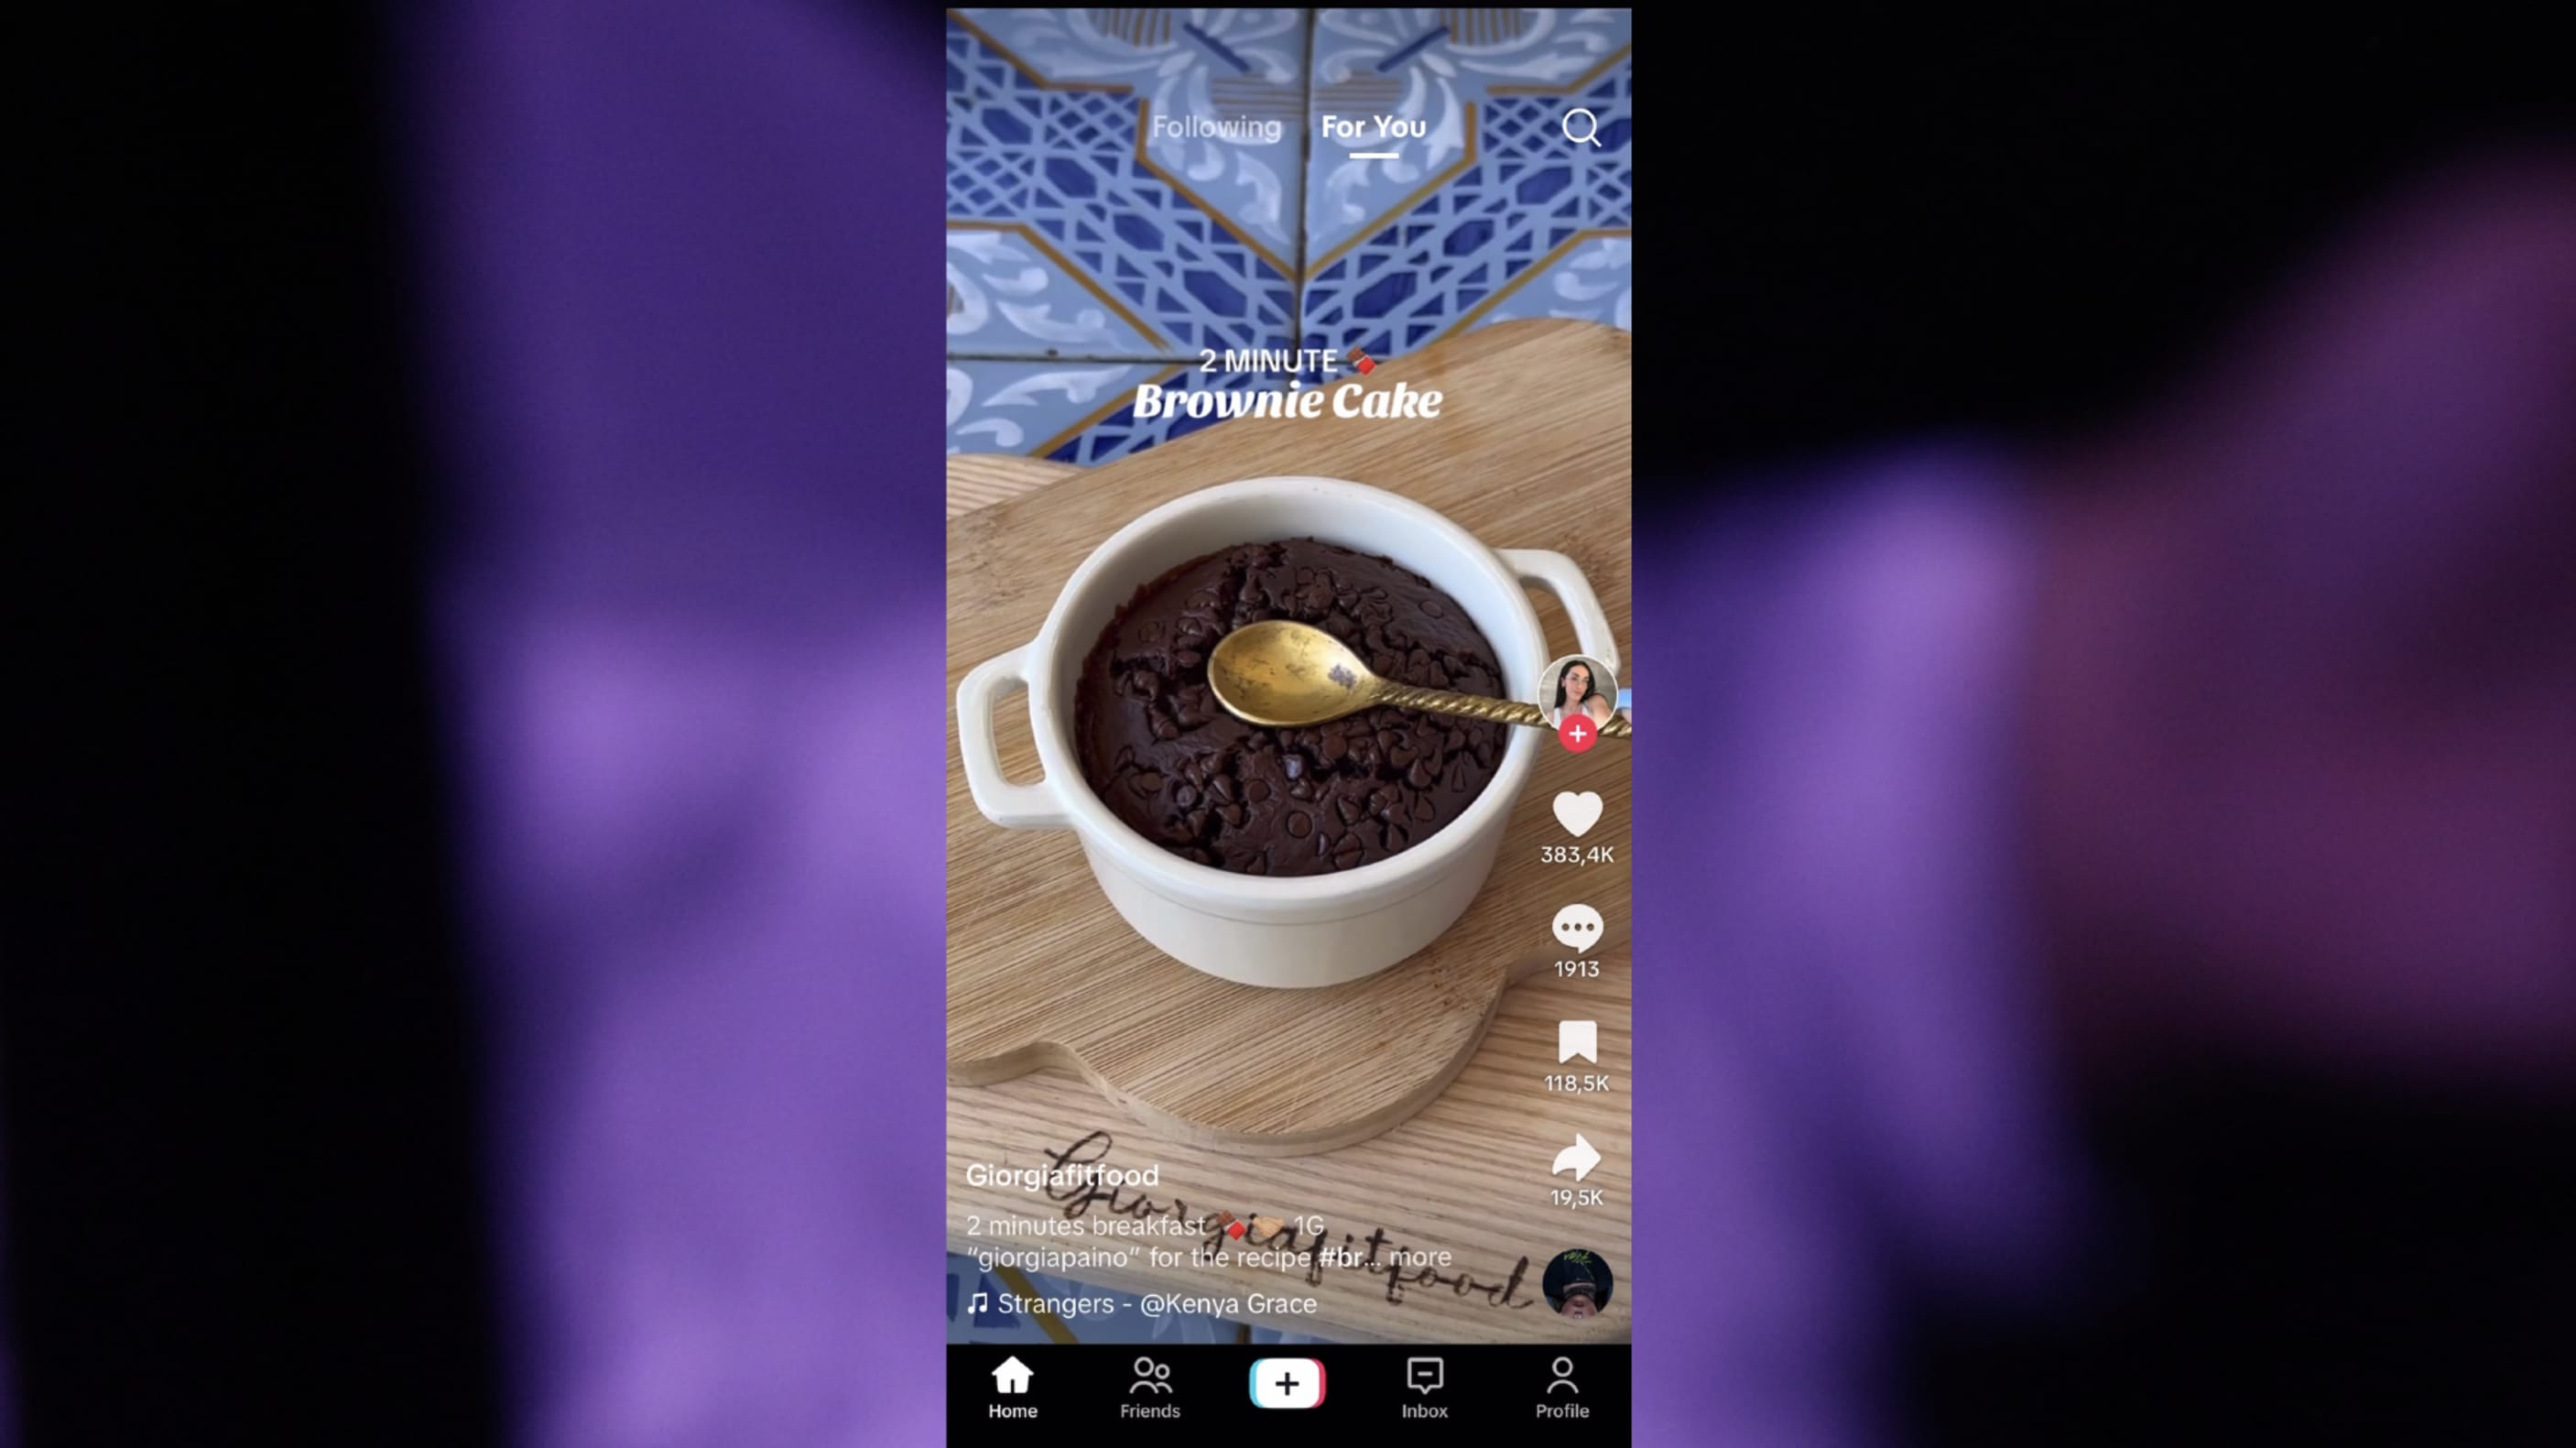 Following For You
2 MINUTE 🍫
Brownie Cake
383,4K
1913
118,5K
19,5K
Giorgiafitfood
Giorgiafitfood
2 minutes breakfast 🍫🤝🏼 1G
“giorgiapaino” for the recipe #br... more
Strangers - @Kenya Grace
Home Friends Inbox Profile